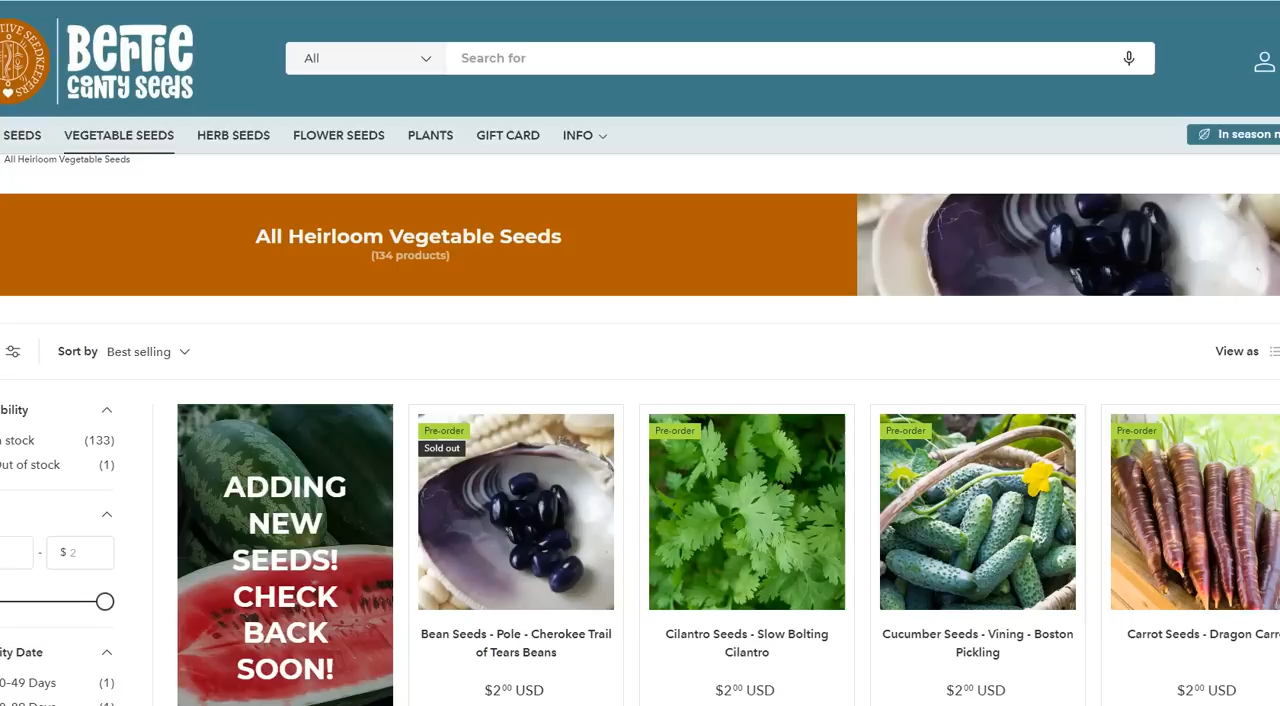 TIVE SEEDKEEPERS
BERTIE
COUNTY SEEDS
All
Search for
SEEDS
VEGETABLE SEEDS
HERB SEEDS
FLOWER SEEDS
PLANTS
GIFT CARD
INFO
In season n
All Heirloom Vegetable Seeds
All Heirloom Vegetable Seeds
(134 products)
Sort by Best selling
View as
bility
n stock (133)
Out of stock (1)
- $ 2
ity Date
0-49 Days (1)
ADDING
NEW
SEEDS!
CHECK
BACK
SOON!
Pre-order
Sold out
Bean Seeds - Pole - Cherokee Trail
of Tears Beans
$2.00 USD
Pre-order
Cilantro Seeds - Slow Bolting
Cilantro
$2.00 USD
Pre-order
Cucumber Seeds - Vining - Boston
Pickling
$2.00 USD
Pre-order
Carrot Seeds - Dragon Carr
$2.00 USD